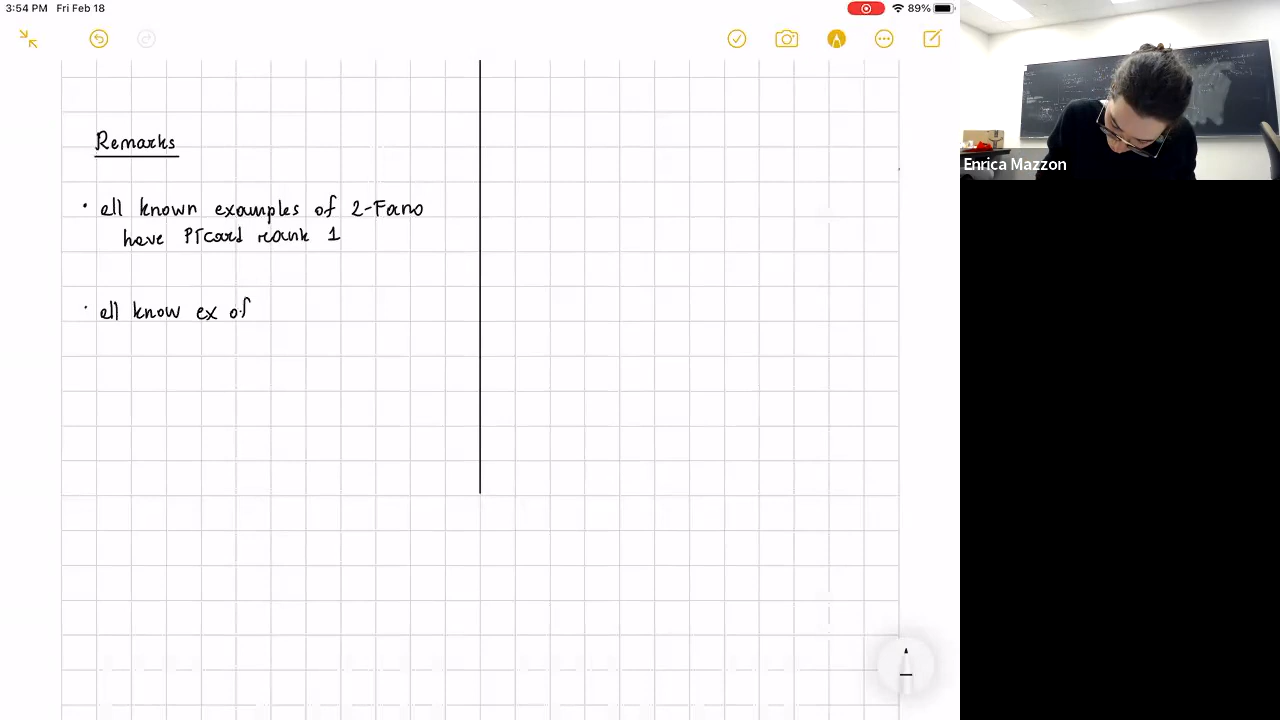 3:54 PM Fri Feb 18
89%
Remarks
• all known examples of 2-Fano
have Picard rank 1
• all know ex of
Enrica Mazzon